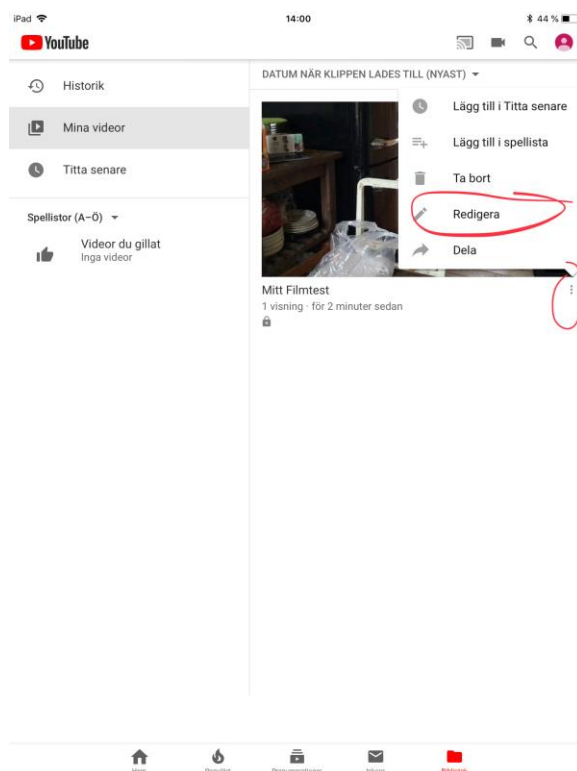 iPad 14:00 44 %
YouTube
Historik
Mina videor
Titta senare
Spellistor (A–Ö)
Videor du gillat
Inga videor
DATUM NÄR KLIPPEN LADES TILL (NYAST)
Lägg till i Titta senare
Lägg till i spellista
Ta bort
Redigera
Dela
Mitt Filmtest
1 visning · för 2 minuter sedan